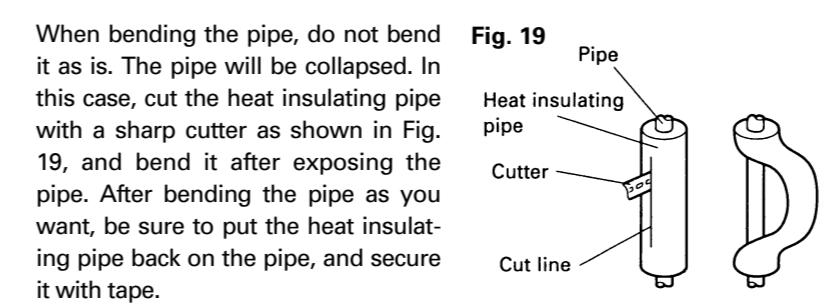 When bending the pipe, do not bend
it as is. The pipe will be collapsed. In
this case, cut the heat insulating pipe
with a sharp cutter as shown in Fig.
19, and bend it after exposing the
pipe. After bending the pipe as you
want, be sure to put the heat insulat-
ing pipe back on the pipe, and secure
it with tape.
Fig. 19
Pipe
Heat insulating
pipe
Cutter
Cut line